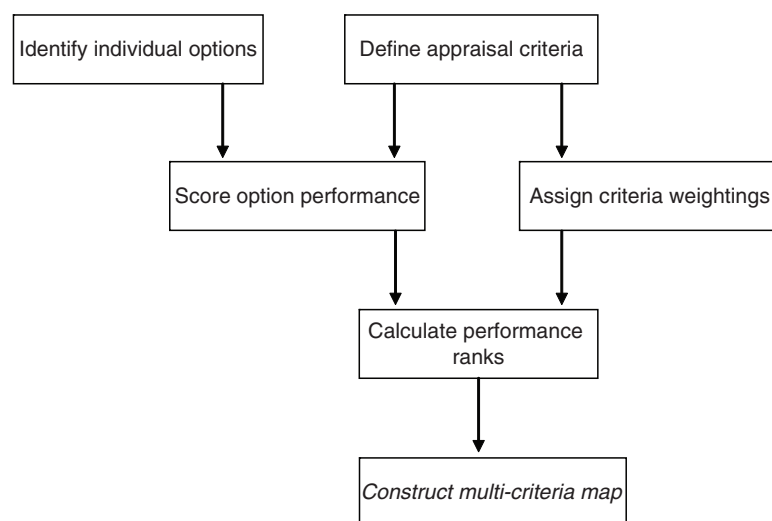 Identify individual options
Define appraisal criteria
Score option performance
Assign criteria weightings
Calculate performance
ranks
Construct multi-criteria map